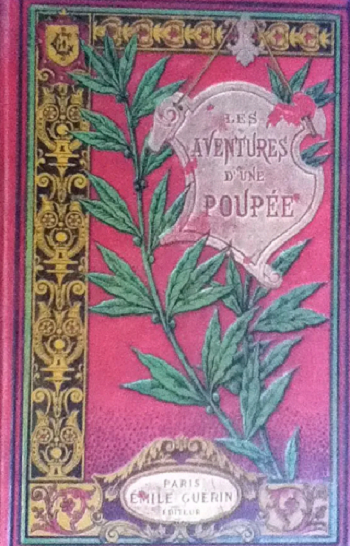 LES
AVENTURES
D'UNE
POUPÉE
PARIS
ÉMILE GUÉRIN
ÉDITEUR